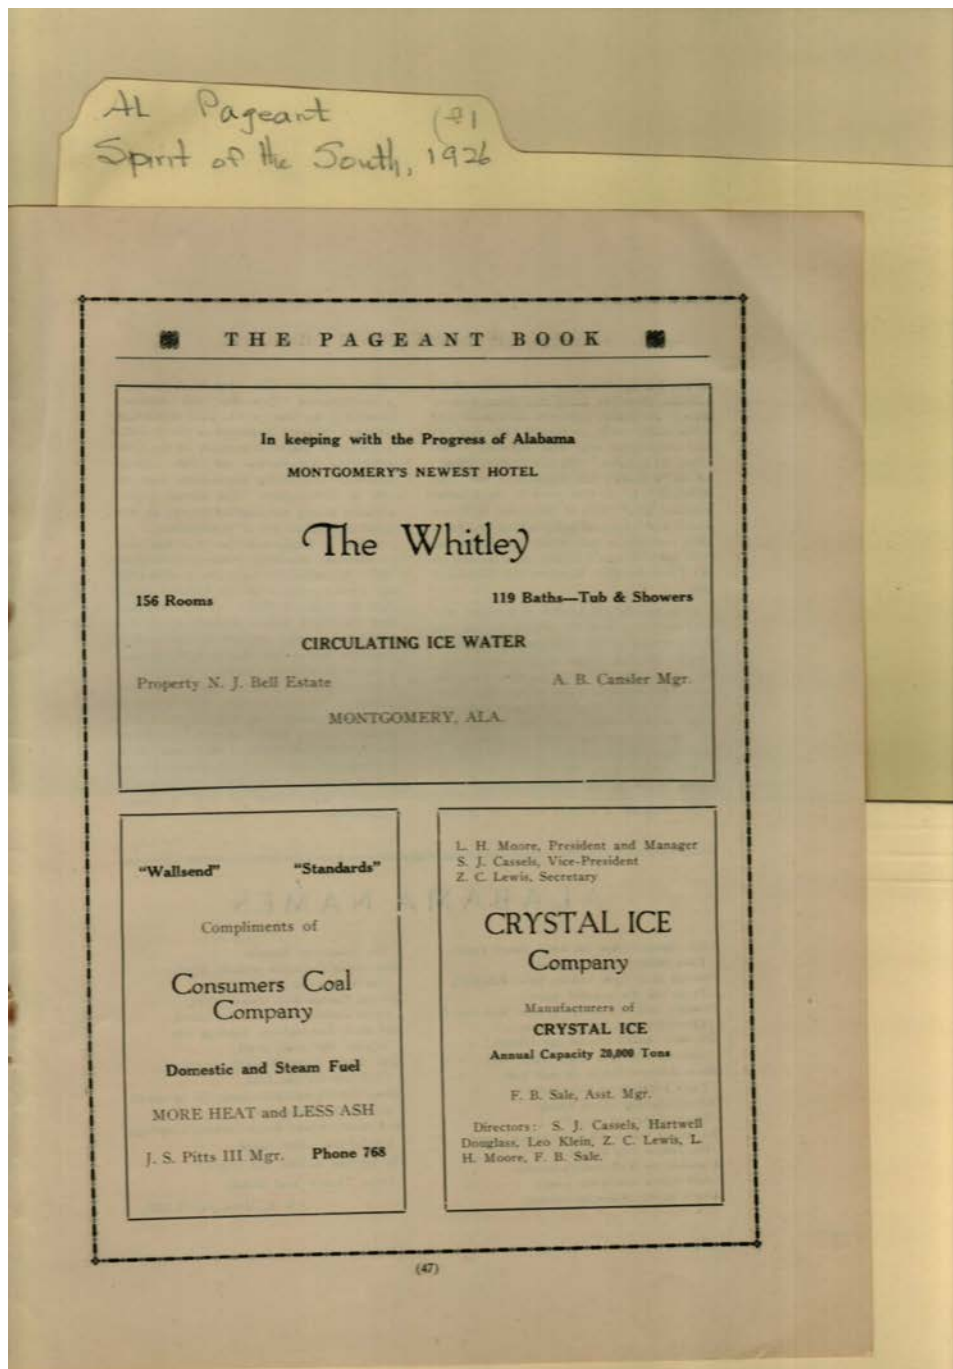 AL Pageant
Spirit of the South, 1926
THE PAGEANT BOOK
In keeping with the Progress of Alabama
MONTGOMERY'S NEWEST HOTEL
The Whitley
156 Rooms 119 Baths—Tub & Showers
CIRCULATING ICE WATER
Property N. J. Bell Estate A. B. Cansler Mgr.
MONTGOMERY, ALA.
"Wallsend" "Standards"
Compliments of
Consumers Coal
Company
Domestic and Steam Fuel
MORE HEAT and LESS ASH
J. S. Pitts III Mgr. Phone 768
L. H. Moore, President and Manager
S. J. Cassels, Vice-President
Z. C. Lewis, Secretary
CRYSTAL ICE
Company
Manufacturers of
CRYSTAL ICE
Annual Capacity 20,000 Tons
F. B. Sale, Asst. Mgr.
Directors: S. J. Cassels, Hartwell
Douglass, Leo Klein, Z. C. Lewis, L.
H. Moore, F. B. Sale.
(47)